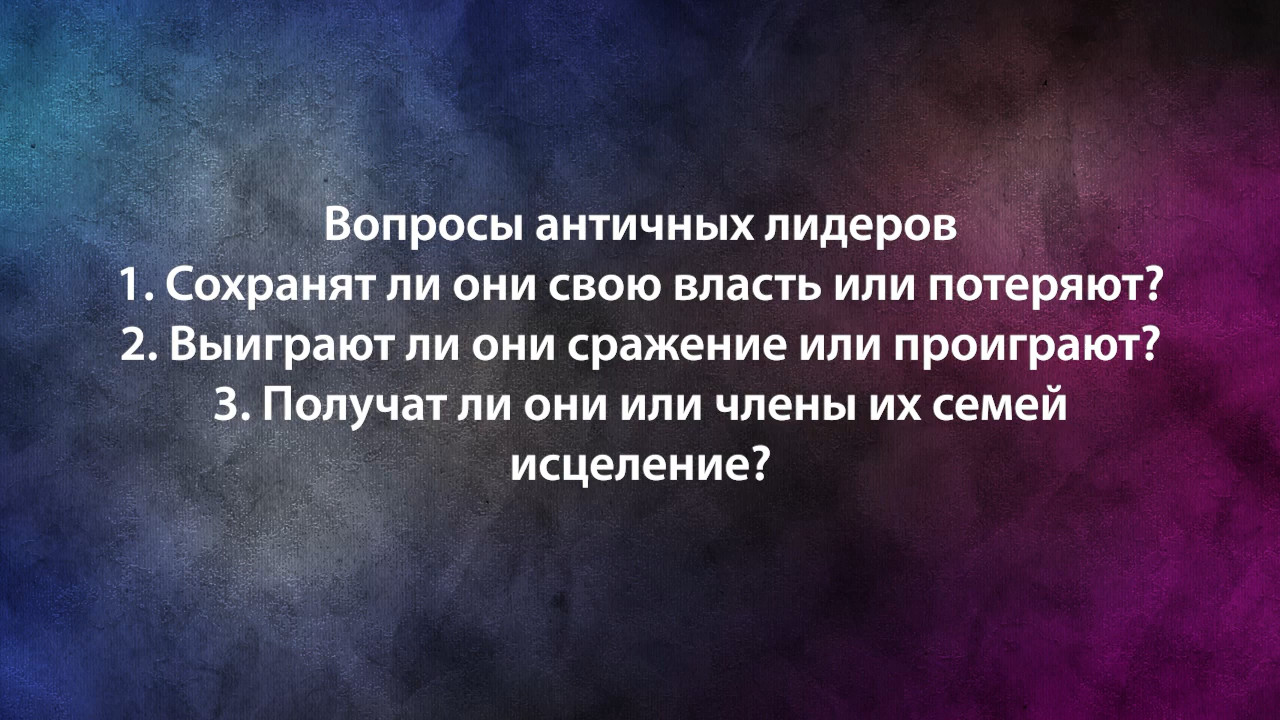 Вопросы античных лидеров
1. Сохранят ли они свою власть или потеряют?
2. Выиграют ли они сражение или проиграют?
3. Получат ли они или члены их семей
исцеление?